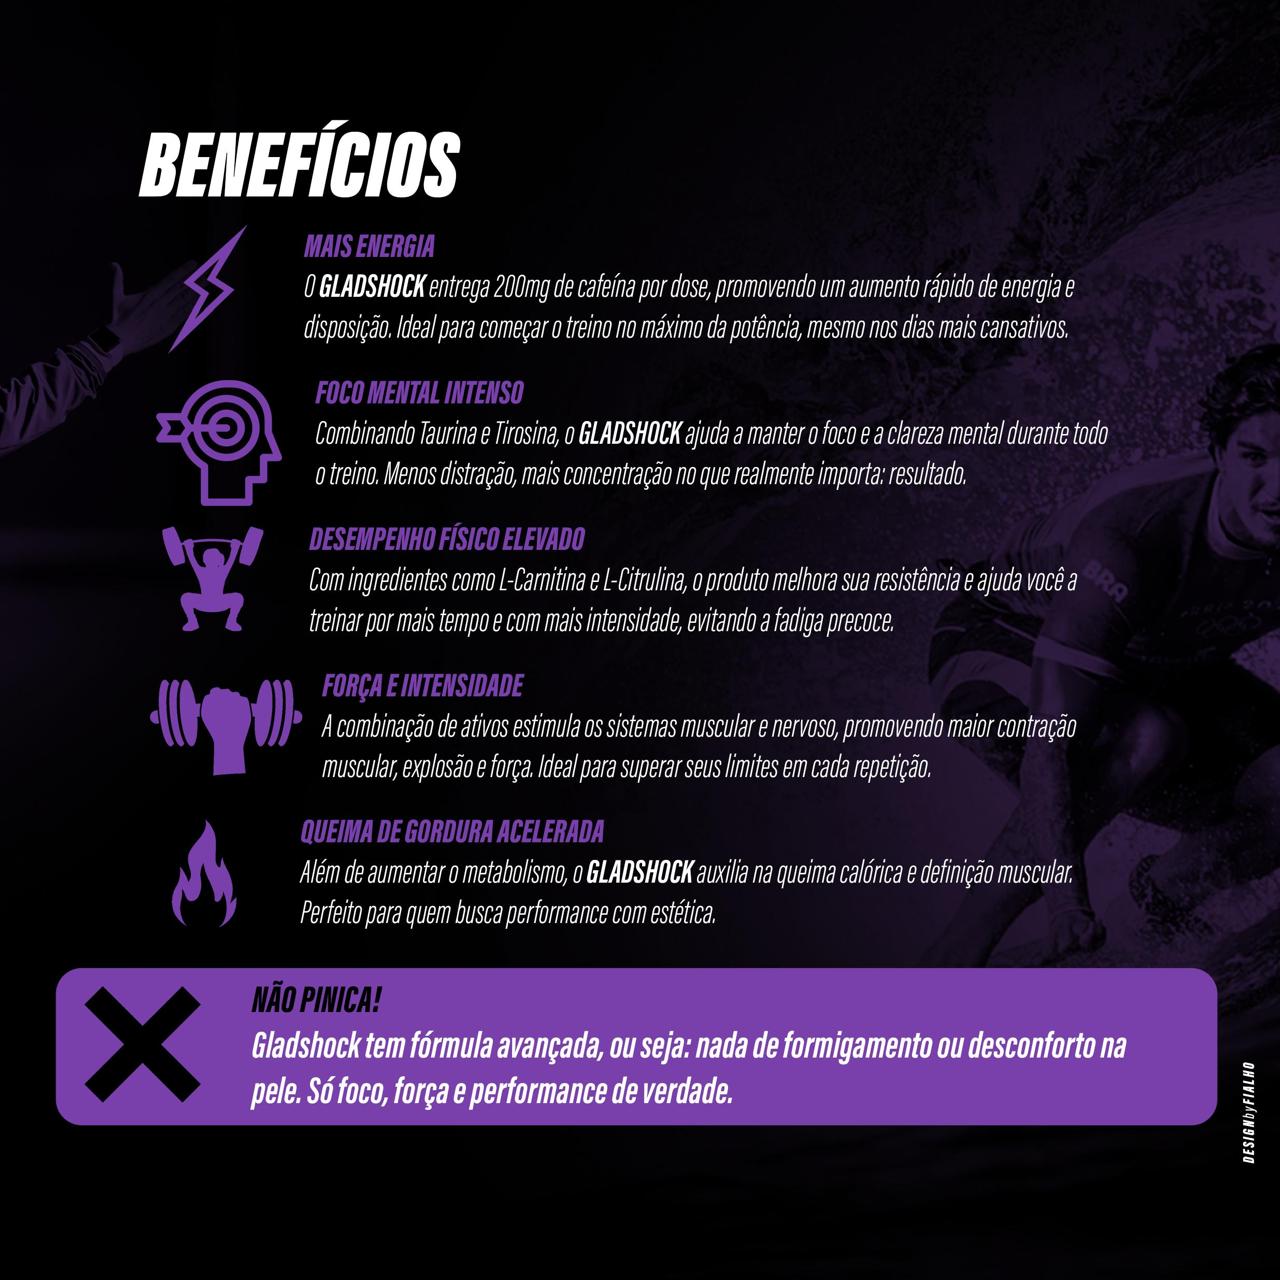 BENEFÍCIOS
MAIS ENERGIA
O GLADSHOCK entrega 200mg de cafeína por dose, promovendo um aumento rápido de energia e
disposição. Ideal para começar o treino no máximo da potência, mesmo nos dias mais cansativos.
FOCO MENTAL INTENSO
Combinando Taurina e Tirosina, o GLADSHOCK ajuda a manter o foco e a clareza mental durante todo
o treino. Menos distração, mais concentração no que realmente importa: resultado.
DESEMPENHO FÍSICO ELEVADO
Com ingredientes como L-Carnitina e L-Citrulina, o produto melhora sua resistência e ajuda você a
treinar por mais tempo e com mais intensidade, evitando a fadiga precoce.
FORÇA E INTENSIDADE
A combinação de ativos estimula os sistemas muscular e nervoso, promovendo maior contração
muscular, explosão e força. Ideal para superar seus limites em cada repetição.
QUEIMA DE GORDURA ACELERADA
Além de aumentar o metabolismo, o GLADSHOCK auxilia na queima calórica e definição muscular.
Perfeito para quem busca performance com estética.
NÃO PINICA!
Gladshock tem fórmula avançada, ou seja: nada de formigamento ou desconforto na
pele. Só foco, força e performance de verdade.
DESIGNbyFIALHO
BRA